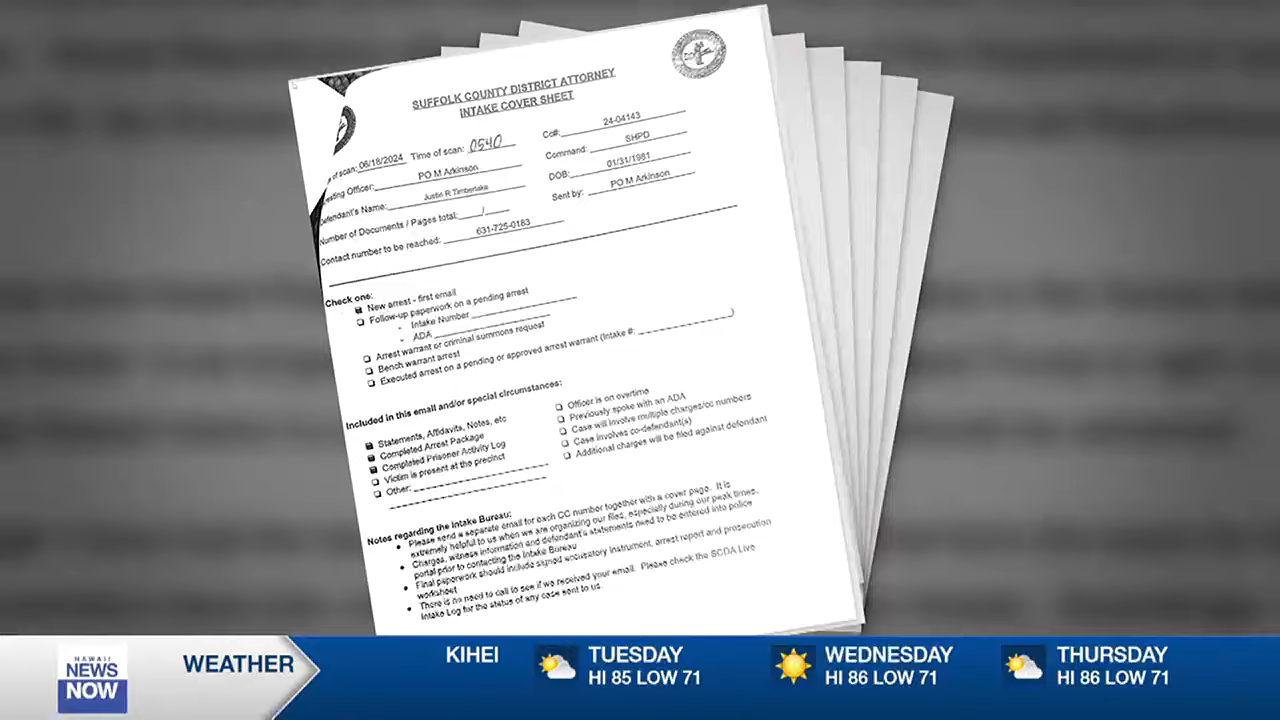 SUFFOLK COUNTY DISTRICT ATTORNEY
INTAKE COVER SHEET
of scan: 06/18/2024 Time of scan: 0540
Cc#: 24-04143
esting Officer: PO M Arkinson
Command: SHPD
efendant's Name: Justin R Timberlake
DOB: 01/31/1981
Number of Documents / Pages total: /
Sent by: PO M Arkinson
Contact number to be reached: 631-725-0183
Check one:
New arrest - first email
Follow-up paperwork on a pending arrest
- Intake Number
- ADA
Arrest warrant or criminal summons request
Bench warrant arrest
Executed arrest on a pending or approved arrest warrant (Intake #: )
Included in this email and/or special circumstances:
Statements, Affidavits, Notes, etc
Completed Arrest Package
Completed Prisoner Activity Log
Victim is present at the precinct
Other:
Officer is on overtime
Previously spoke with an ADA
Case will involve multiple charges/cc numbers
Case involves co-defendant(s)
Additional charges will be filed against defendant
Notes regarding the Intake Bureau:
• Please send a separate email for each CC number together with a cover page. It is
extremely helpful to us when we are organizing our files, especially during our peak times.
• Charges, witness information and defendant's statements need to be entered into police
portal prior to contacting the Intake Bureau
• Final paperwork should include signed accusatory instrument, arrest report and prosecution
worksheet
• There is no need to call to see if we received your email. Please check the SCDA Live
Intake Log for the status of any case sent to us.
HAWAII
NEWS
NOW
WEATHER
KIHEI
TUESDAY
HI 85 LOW 71
WEDNESDAY
HI 86 LOW 71
THURSDAY
HI 86 LOW 71